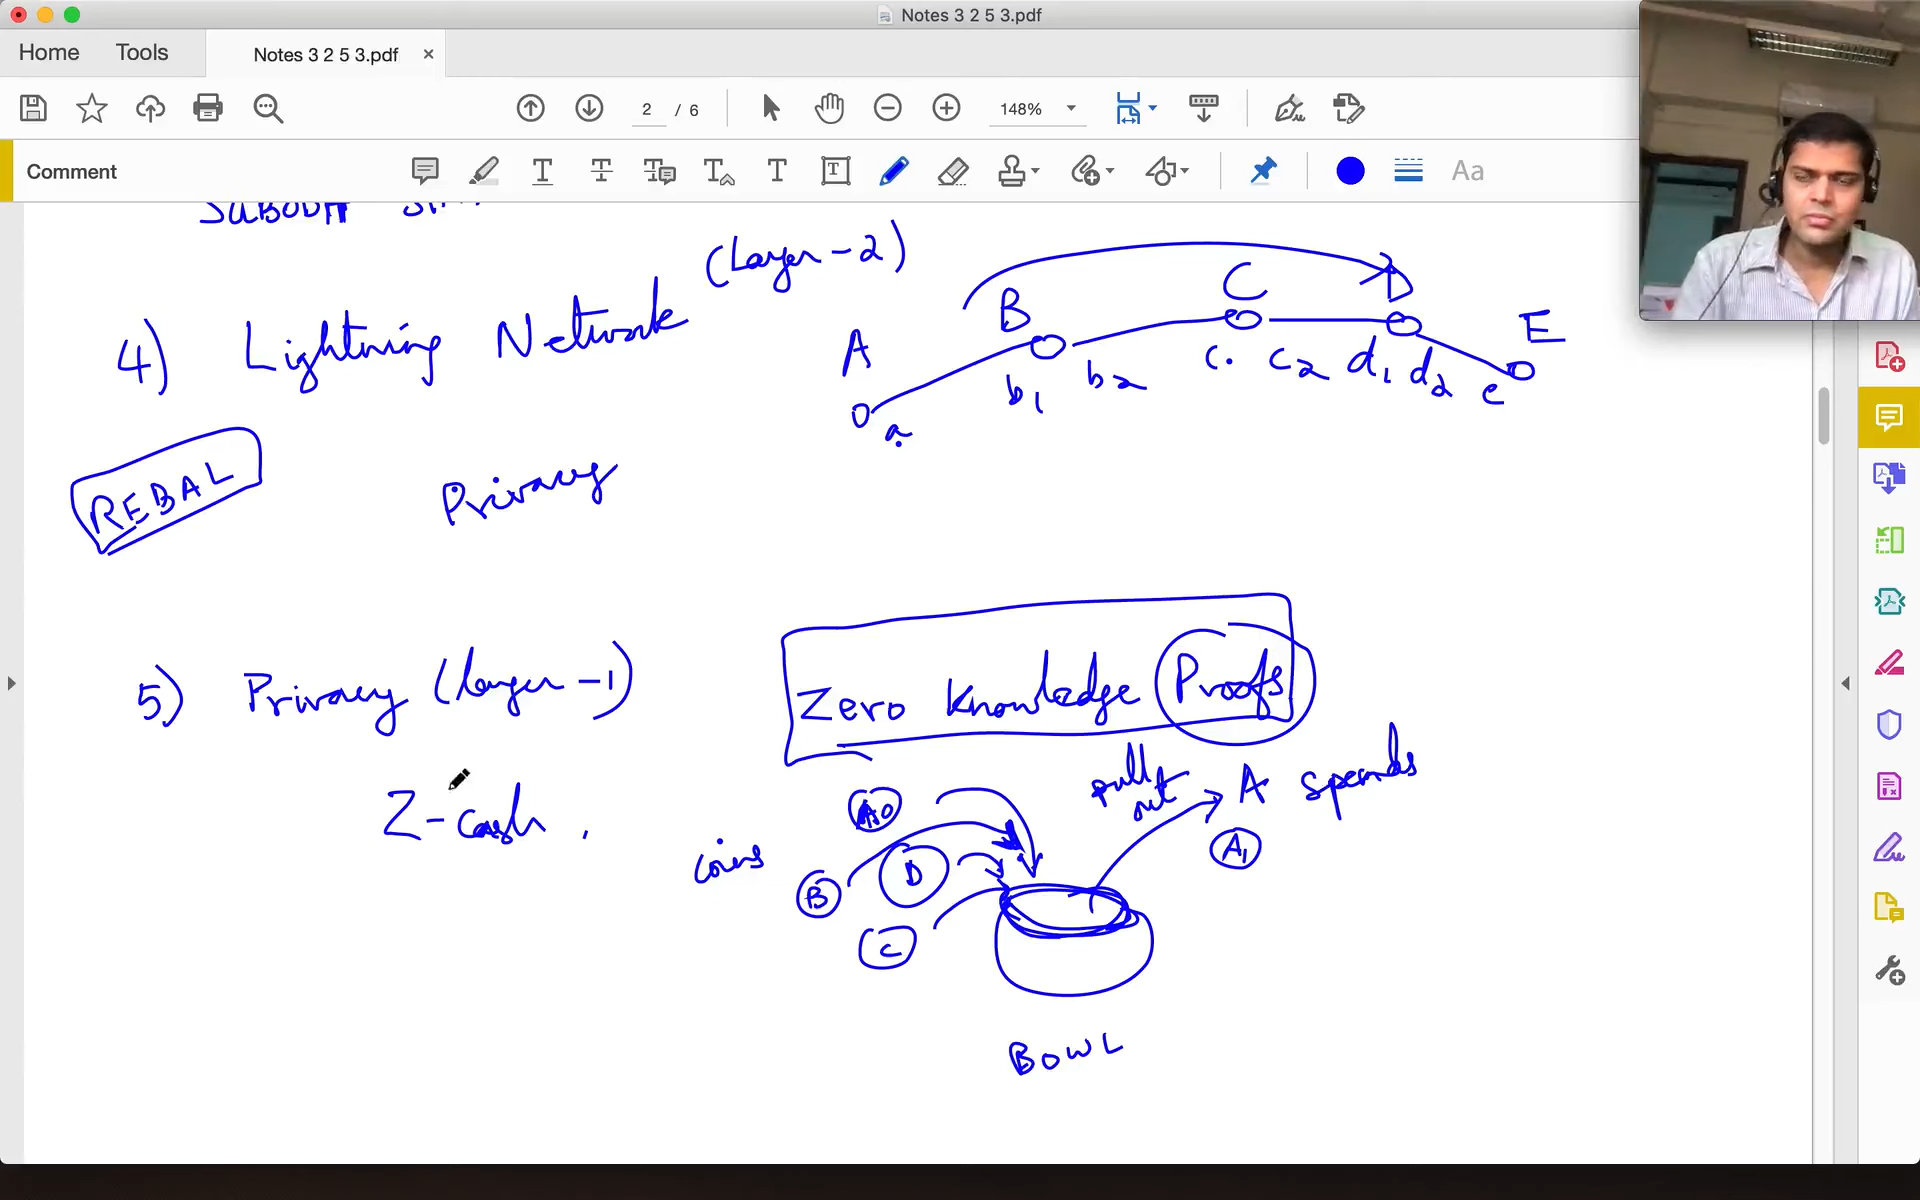 Notes 3 2 5 3.pdf
Home Tools Notes 3 2 5 3.pdf ×
2 / 6 148%
Comment Aa
SUBODH
(Layer-2)
4) Lightning Network
A B C D E
a b1 b2 c. c2 d1 d2 e
REBAL
Privacy
5) Privacy (layer-1)
Zero Knowledge Proofs
Z-cash,
pull out A spends
A0
A1
coins
B D
C
BOWL